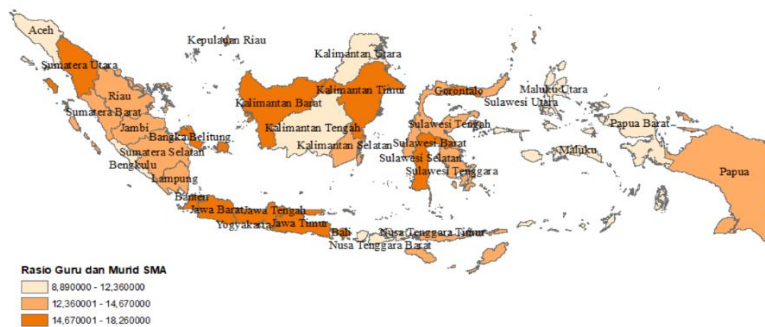 Aceh
Kepulauan Riau
Kalimantan Utara
Sumatera Utara
Riau
Kalimantan Timur
Gorontalo
Maluku Utara
Sulawesi Utara
Kalimantan Barat
Sumatera Barat
Jambi
Kalimantan Tengah
Sulawesi Tengah
Papua Barat
Bangka Belitung
Kalimantan Selatan
Sulawesi Barat
Maluku
Sumatera Selatan
Sulawesi Selatan
Bengkulu
Sulawesi Tenggara
Papua
Lampung
Banten
Jawa Barat
Jawa Tengah
Yogyakarta
Jawa Timur
Bali
Nusa Tenggara Timur
Nusa Tenggara Barat
Rasio Guru dan Murid SMA
8,890000 - 12,360000
12,360001 - 14,670000
14,670001 - 18,260000